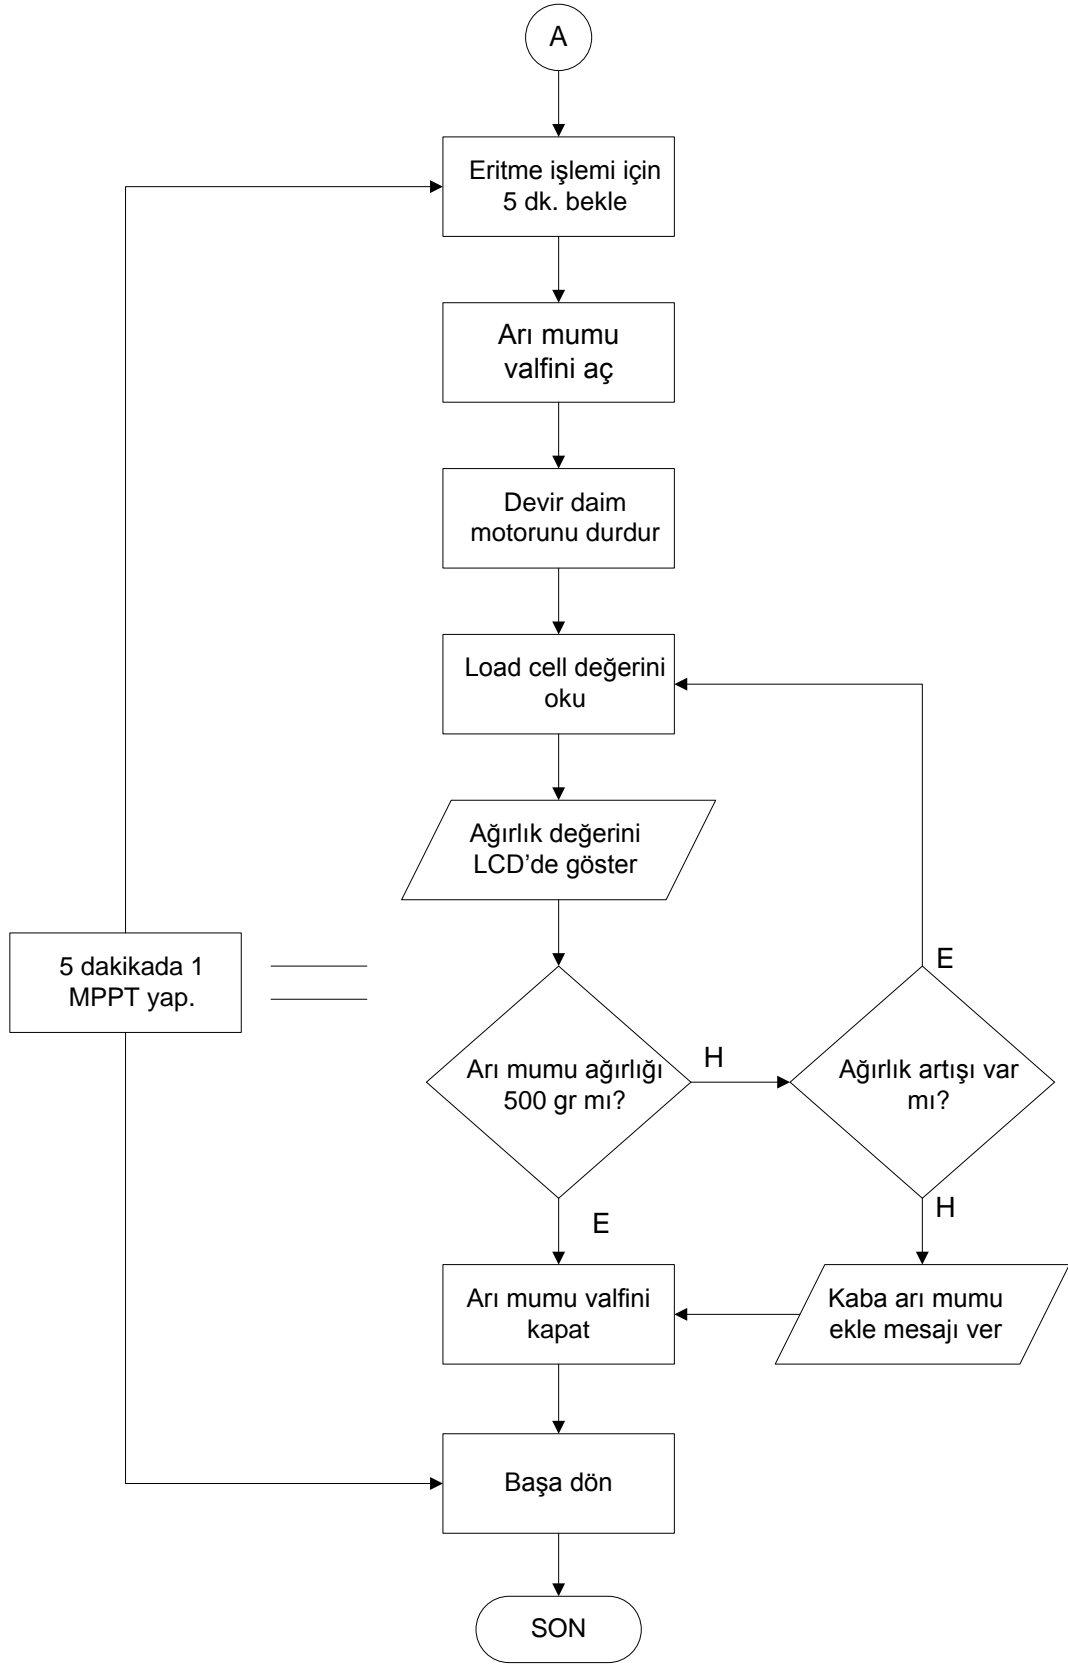 A
Eritme işlemi için
5 dk. bekle
Arı mumu
valfini aç
Devir daim
motorunu durdur
Load cell değerini
oku
Ağırlık değerini
LCD’de göster
5 dakikada 1
MPPT yap.
E
Arı mumu ağırlığı
500 gr mı?
H
Ağırlık artışı var
mı?
E
H
Arı mumu valfini
kapat
Kaba arı mumu
ekle mesajı ver
Başa dön
SON